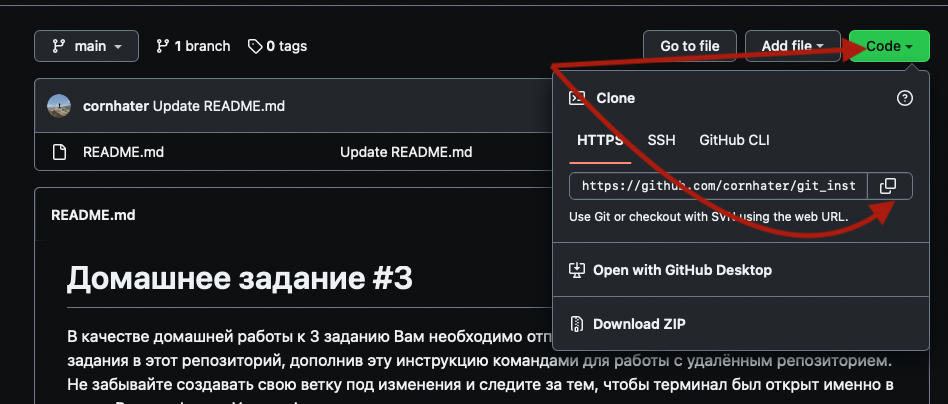 main 1 branch 0 tags Go to file Add file Code
cornhater Update README.md
Clone
README.md Update README.md
HTTPS SSH GitHub CLI
https://github.com/cornhater/git_inst
Use Git or checkout with SVN using the web URL.
README.md
Open with GitHub Desktop
Download ZIP
Домашнее задание #3
В качестве домашней работы к 3 заданию Вам необходимо
задания в этот репозиторий, дополнив эту инструкцию командами для работы с удалённым репозиторием.
Не забывайте создавать свою ветку под изменения и следите за тем, чтобы терминал был открыт именно в